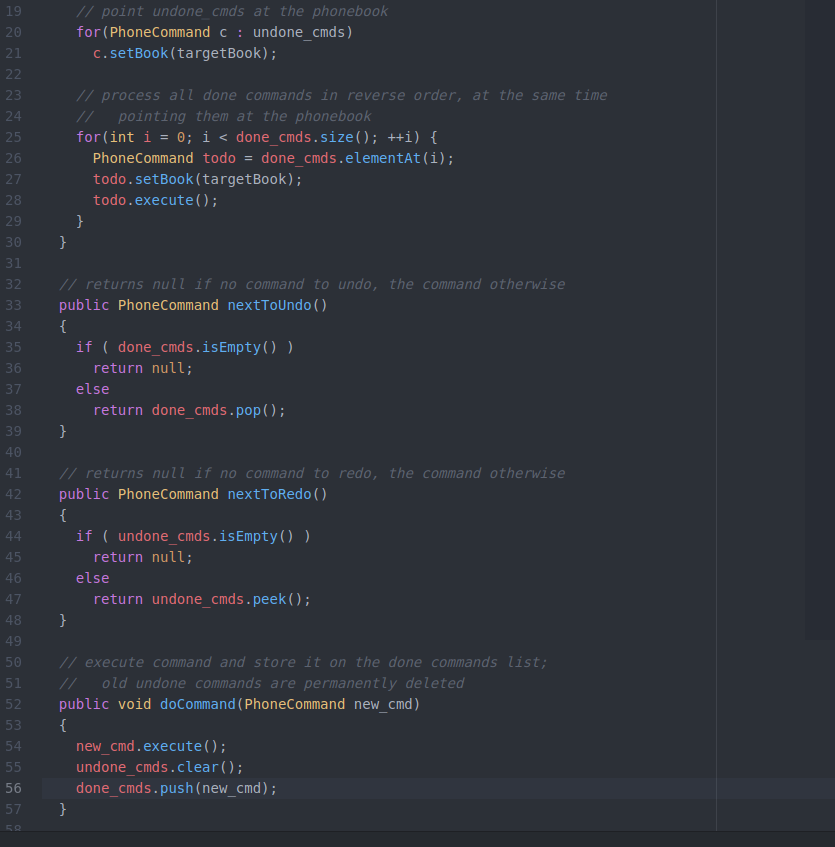 19 // point undone_cmds at the phonebook
20 for(PhoneCommand c : undone_cmds)
21 c.setBook(targetBook);
22
23 // process all done commands in reverse order, at the same time
24 //   pointing them at the phonebook
25 for(int i = 0; i < done_cmds.size(); ++i) {
26 PhoneCommand todo = done_cmds.elementAt(i);
27 todo.setBook(targetBook);
28 todo.execute();
29 }
30 }
31
32 // returns null if no command to undo, the command otherwise
33 public PhoneCommand nextToUndo()
34 {
35 if ( done_cmds.isEmpty() )
36 return null;
37 else
38 return done_cmds.pop();
39 }
40
41 // returns null if no command to redo, the command otherwise
42 public PhoneCommand nextToRedo()
43 {
44 if ( undone_cmds.isEmpty() )
45 return null;
46 else
47 return undone_cmds.peek();
48 }
49
50 // execute command and store it on the done commands list;
51 //   old undone commands are permanently deleted
52 public void doCommand(PhoneCommand new_cmd)
53 {
54 new_cmd.execute();
55 undone_cmds.clear();
56 done_cmds.push(new_cmd);
57 }
58